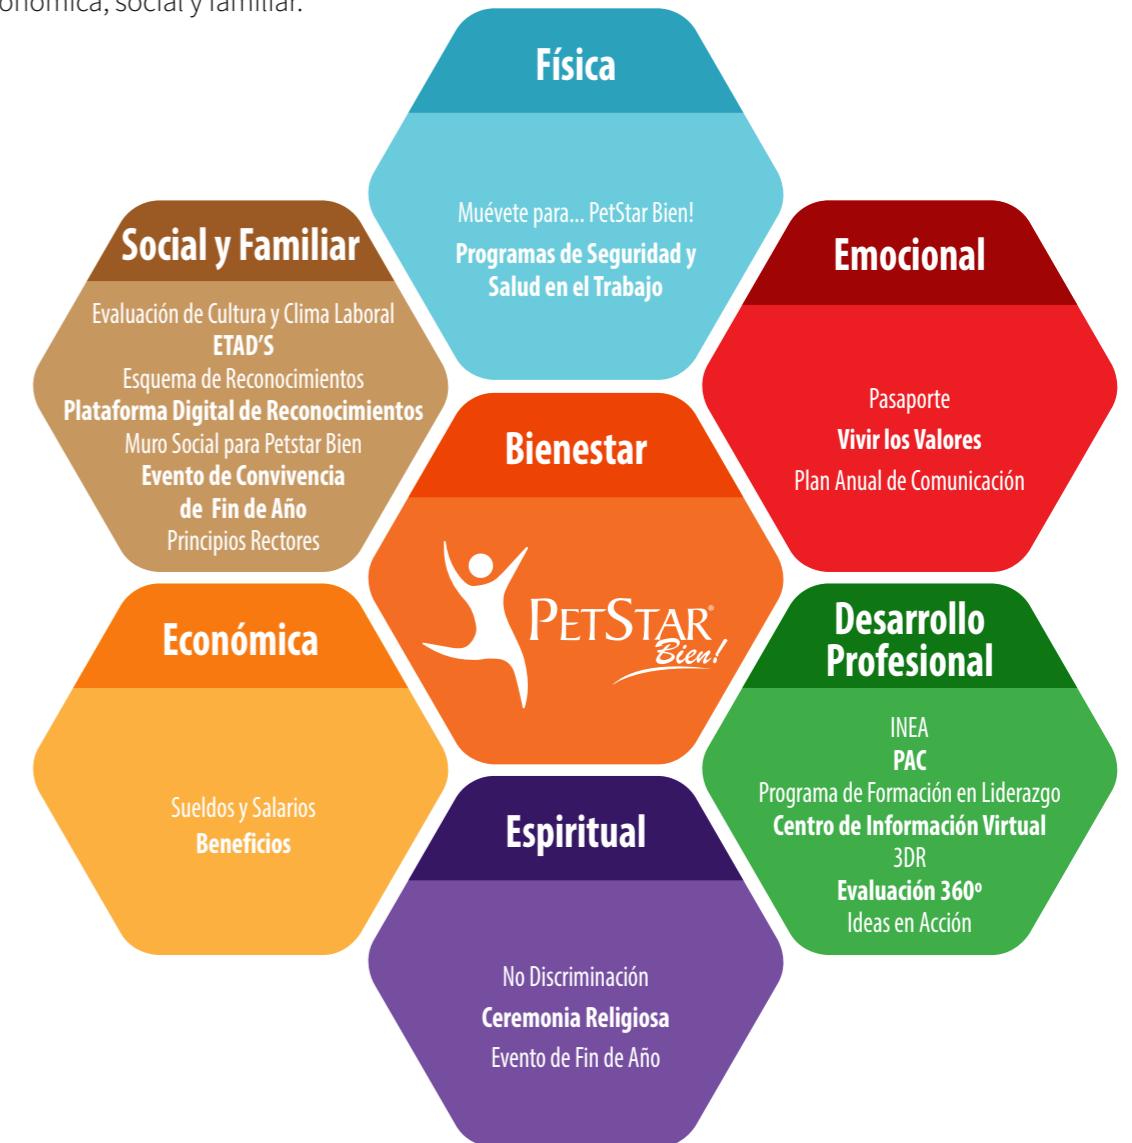 económica, social y familiar.
Física
Muévete para... PetStar Bien!
Programas de Seguridad y
Salud en el Trabajo
Social y Familiar
Evaluación de Cultura y Clima Laboral
ETAD'S
Esquema de Reconocimientos
Plataforma Digital de Reconocimientos
Muro Social para Petstar Bien
Evento de Convivencia
de Fin de Año
Principios Rectores
Emocional
Pasaporte
Vivir los Valores
Plan Anual de Comunicación
Bienestar
PETSTAR®
Bien!
Económica
Sueldos y Salarios
Beneficios
Desarrollo
Profesional
INEA
PAC
Programa de Formación en Liderazgo
Centro de Información Virtual
3DR
Evaluación 360º
Ideas en Acción
Espiritual
No Discriminación
Ceremonia Religiosa
Evento de Fin de Año